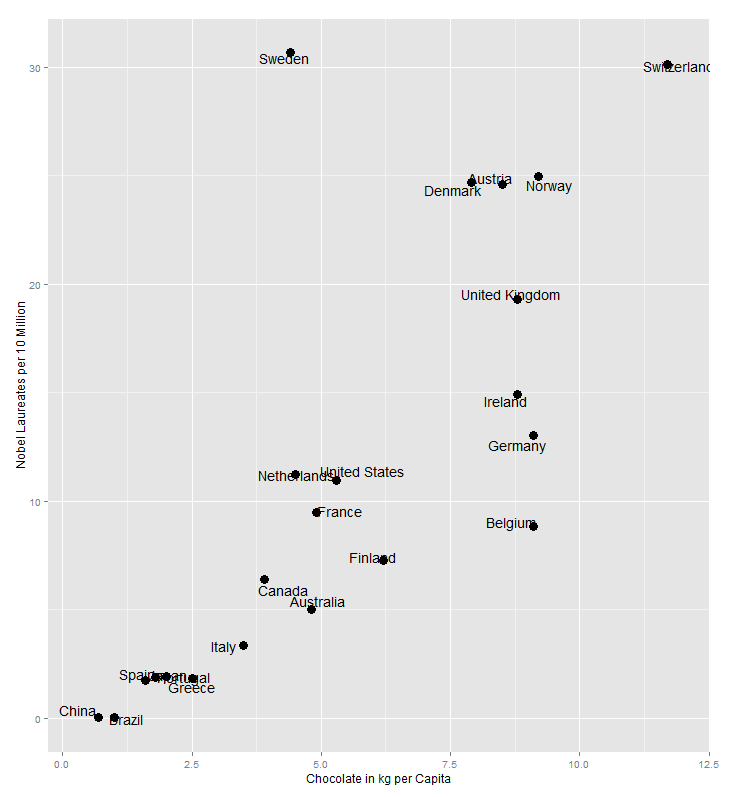 Sweden
Switzerland
30
Austria
Denmark
Norway
20
United Kingdom
Ireland
Germany
Nobel Laureates per 10 Million
United States
Netherlands
10
France
Belgium
Finland
Canada
Australia
Italy
Spain
Portugal
Greece
China
Brazil
0
0.0 2.5 5.0 7.5 10.0 12.5
Chocolate in kg per Capita